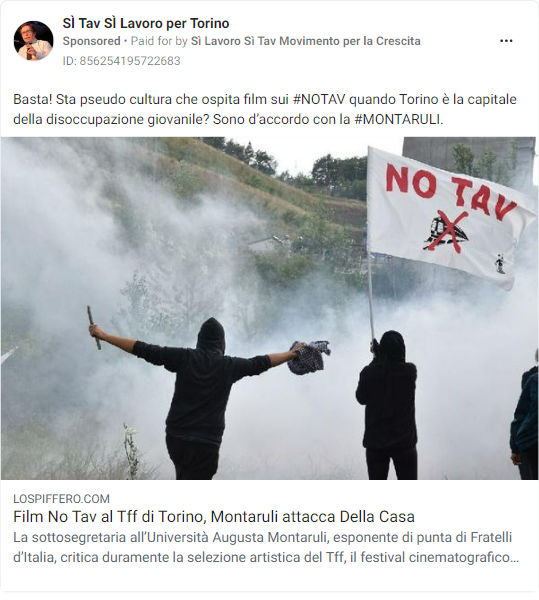 SÌ Tav SÌ Lavoro per Torino
Sponsored • Paid for by Sì Lavoro Sì Tav Movimento per la Crescita
ID: 856254195722683
Basta! Sta pseudo cultura che ospita film sui #NOTAV quando Torino è la capitale
della disoccupazione giovanile? Sono d'accordo con la #MONTARULI.
NO TAV
LOSPIFFERO.COM
Film No Tav al Tff di Torino, Montaruli attacca Della Casa
La sottosegretaria all'Università Augusta Montaruli, esponente di punta di Fratelli
d'Italia, critica duramente la selezione artistica del Tff, il festival cinematografico...